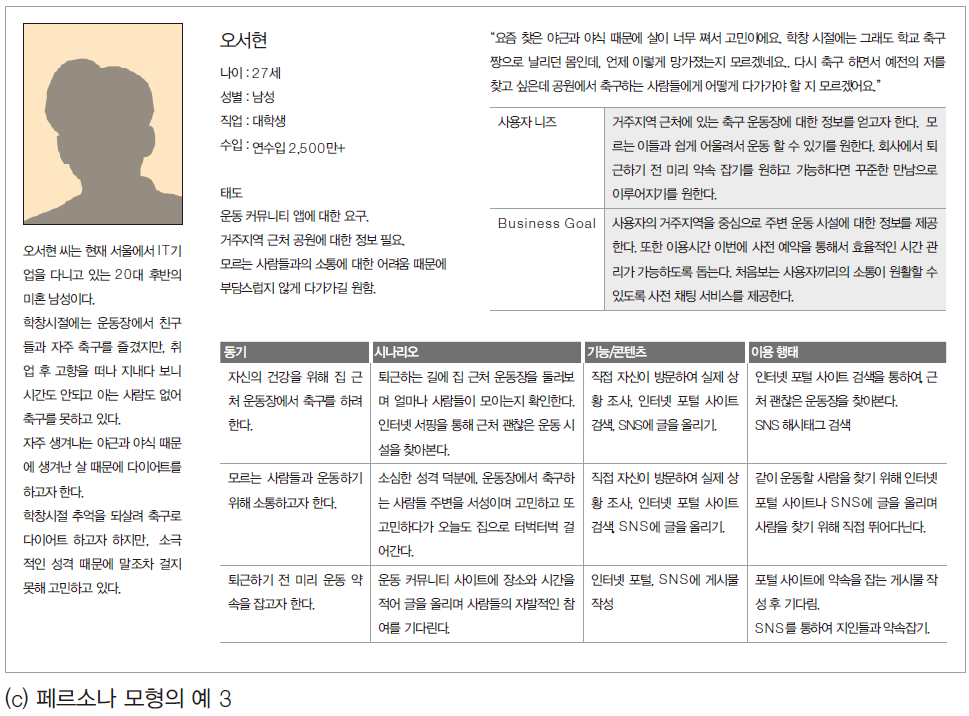 오서현
나이 : 27세
성별 : 남성
직업 : 대학생
수입 : 연수입 2,500만+
태도
운동 커뮤니티 앱에 대한 요구.
거주지역 근처 공원에 대한 정보 필요.
모르는 사람들과의 소통에 대한 어려움 때문에
부담스럽지 않게 다가가길 원함.
"요즘 잦은 야근과 야식 때문에 살이 너무 쪄서 고민이에요. 학창 시절에는 그래도 학교 축구
짱으로 날리던 몸인데, 언제 이렇게 망가졌는지 모르겠네요.. 다시 축구 하면서 예전의 저를
찾고 싶은데 공원에서 축구하는 사람들에게 어떻게 다가가야 할 지 모르겠어요."
사용자 니즈
거주지역 근처에 있는 축구 운동장에 대한 정보를 얻고자 한다. 모
르는 이들과 쉽게 어울려서 운동 할 수 있기를 원한다. 회사에서 퇴
근하기 전 미리 약속 잡기를 원하고 가능하다면 꾸준한 만남으로
이루어지기를 원한다.
Business Goal
사용자의 거주지역을 중심으로 주변 운동 시설에 대한 정보를 제공
한다. 또한 이용시간 이번에 사전 예약을 통해서 효율적인 시간 관
리가 가능하도록 돕는다. 처음보는 사용자끼리의 소통이 원활할 수
있도록 사전 채팅 서비스를 제공한다.
오서현 씨는 현재 서울에서 IT기
업을 다니고 있는 20대 후반의
미혼 남성이다.
학창시절에는 운동장에서 친구
들과 자주 축구를 즐겼지만, 취
업 후 고향을 떠나 지내다 보니
시간도 안되고 아는 사람도 없어
축구를 못하고 있다.
자주 생겨나는 야근과 야식 때문
에 생겨난 살 때문에 다이어트를
하고자 한다.
학창시절 추억을 되살려 축구로
다이어트 하고자 하지만, 소극
적인 성격 때문에 말조차 걸지
못해 고민하고 있다.
동기
시나리오
기능/콘텐츠
이용 행태
자신의 건강을 위해 집 근
처 운동장에서 축구를 하려
한다.
퇴근하는 길에 집 근처 운동장을 둘러보
며 얼마나 사람들이 모이는지 확인한다.
인터넷 서핑을 통해 근처 괜찮은 운동 시
설을 찾아본다.
직접 자신이 방문하여 실제 상
황 조사, 인터넷 포털 사이트
검색, SNS에 글을 올리기.
인터넷 포털 사이트 검색을 통하여, 근
처 괜찮은 운동장을 찾아본다.
SNS 해시태그 검색
모르는 사람들과 운동하기
위해 소통하고자 한다.
소심한 성격 덕분에, 운동장에서 축구하
는 사람들 주변을 서성이며 고민하고 또
고민하다가 오늘도 집으로 터벅터벅 걸
어간다.
직접 자신이 방문하여 실제 상
황 조사, 인터넷 포털 사이트
검색, SNS에 글을 올리기.
같이 운동할 사람을 찾기 위해 인터넷
포털 사이트나 SNS에 글을 올리며
사람을 찾기 위해 직접 뛰어다닌다.
퇴근하기 전 미리 운동 약
속을 잡고자 한다.
운동 커뮤니티 사이트에 장소와 시간을
적어 글을 올리며 사람들의 자발적인 참
여를 기다린다.
인터넷 포털, SNS에 게시물
작성
포털 사이트에 약속을 잡는 게시물 작
성 후 기다림.
SNS를 통하여 지인들과 약속잡기.
(c) 페르소나 모형의 예 3